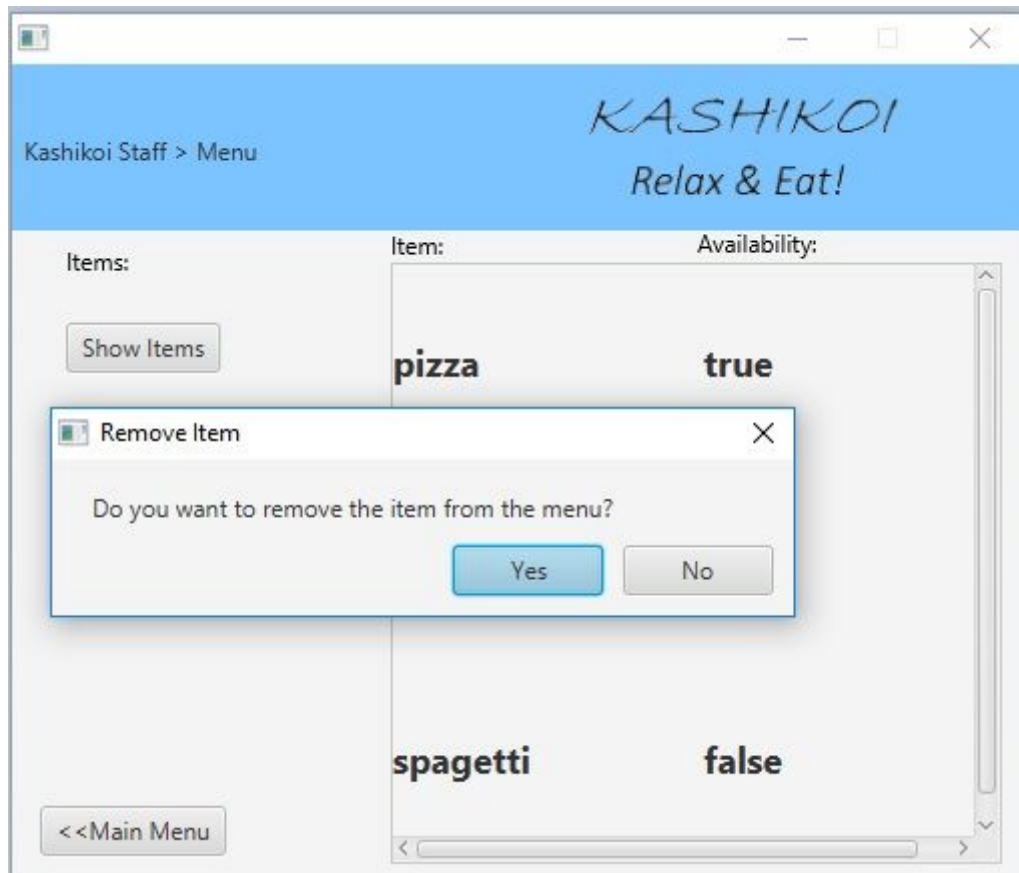 KASHIKOI
Kashikoi Staff > Menu
Relax & Eat!
Items:
Item:
Availability:
Show Items
pizza
true
Remove Item
Do you want to remove the item from the menu?
Yes
No
spagetti
false
<<Main Menu